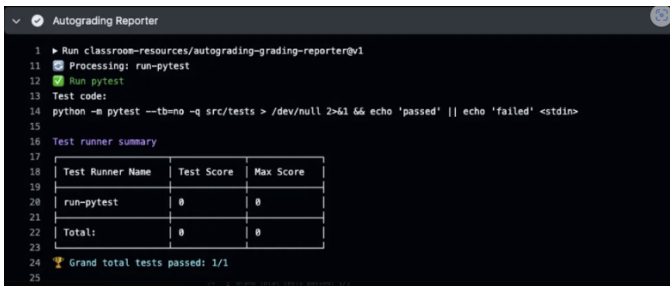 Autograding Reporter
1 ▶ Run classroom-resources/autograding-grading-reporter@v1
11 🔄 Processing: run-pytest
12 ✅ Run pytest
13 Test code:
14 python -m pytest --tb=no -q src/tests > /dev/null 2>&1 && echo 'passed' || echo 'failed' <stdin>
15
16 Test runner summary
17
18 | Test Runner Name | Test Score | Max Score |
19
20 | run-pytest | 0 | 0 |
21
22 | Total: | 0 | 0 |
23
24 🏆 Grand total tests passed: 1/1
25